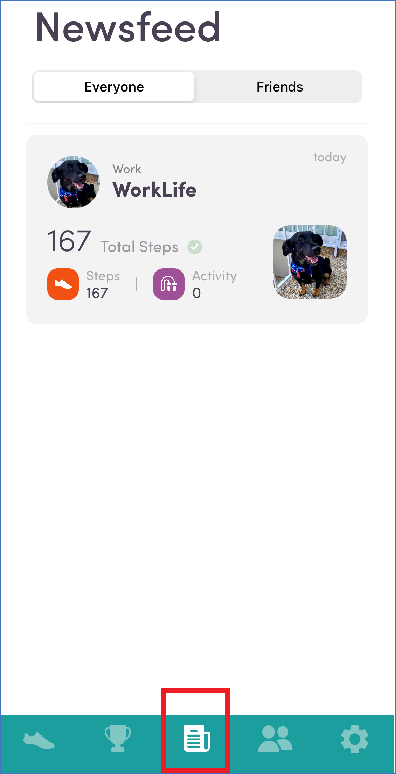 Newsfeed
Everyone
Friends
today
Work
WorkLife
167 Total Steps
Steps
167
Activity
0